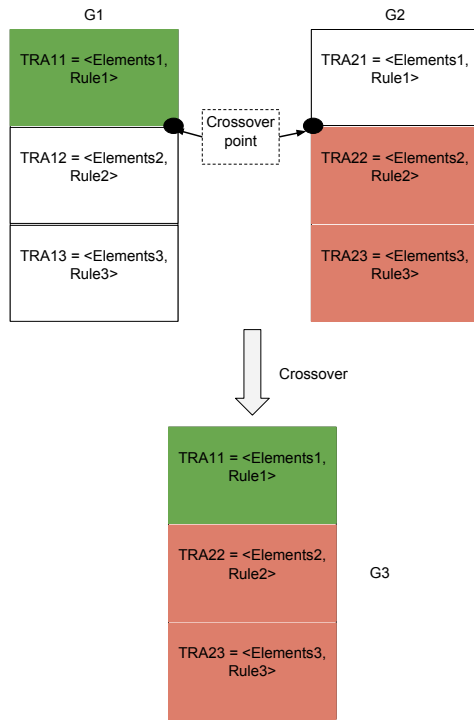 G1
G2
TRA11 = <Elements1,
Rule1>
TRA21 = <Elements1,
Rule1>
Crossover
point
TRA12 = <Elements2,
Rule2>
TRA22 = <Elements2,
Rule2>
TRA13 = <Elements3,
Rule3>
TRA23 = <Elements3,
Rule3>
Crossover
TRA11 = <Elements1,
Rule1>
TRA22 = <Elements2,
Rule2>
G3
TRA23 = <Elements3,
Rule3>